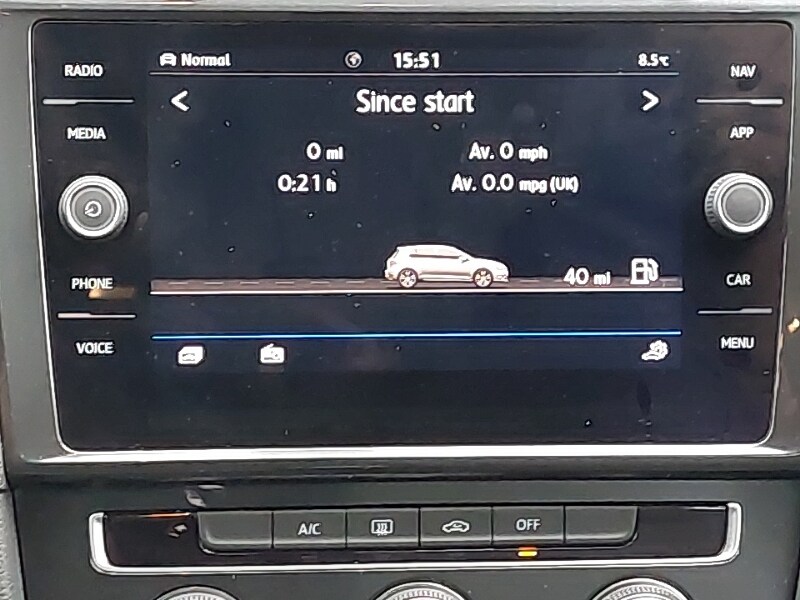 RADIO
MEDIA
PHONE
VOICE
Normal
15:51
8.5℃
< Since start >
0 mi
Av. 0 mph
0:21 h
Av. 0.0 mpg (UK)
40 mi
NAV
APP
CAR
MENU
A/C
OFF